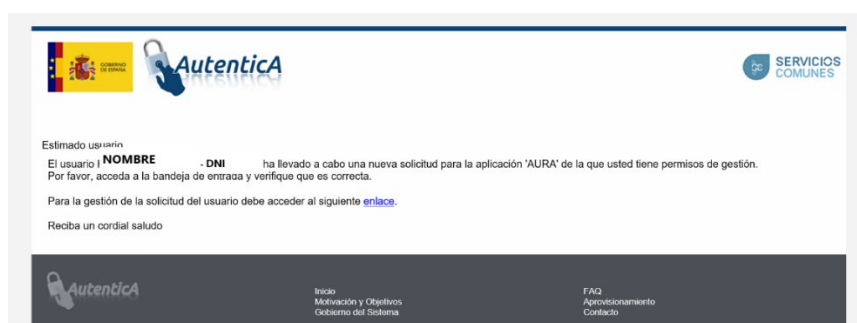 GOBIERNO
DE ESPAÑA
AutenticA
SERVICIOS
COMUNES
Estimado usuario
El usuario NOMBRE - DNI ha llevado a cabo una nueva solicitud para la aplicación 'AURA' de la que usted tiene permisos de gestión.
Por favor, acceda a la bandeja de entrada y verifique que es correcta.
Para la gestión de la solicitud del usuario debe acceder al siguiente enlace.
Reciba un cordial saludo
AutenticA
Inicio
Motivación y Objetivos
Gobierno del Sistema
FAQ
Aprovisionamiento
Contacto